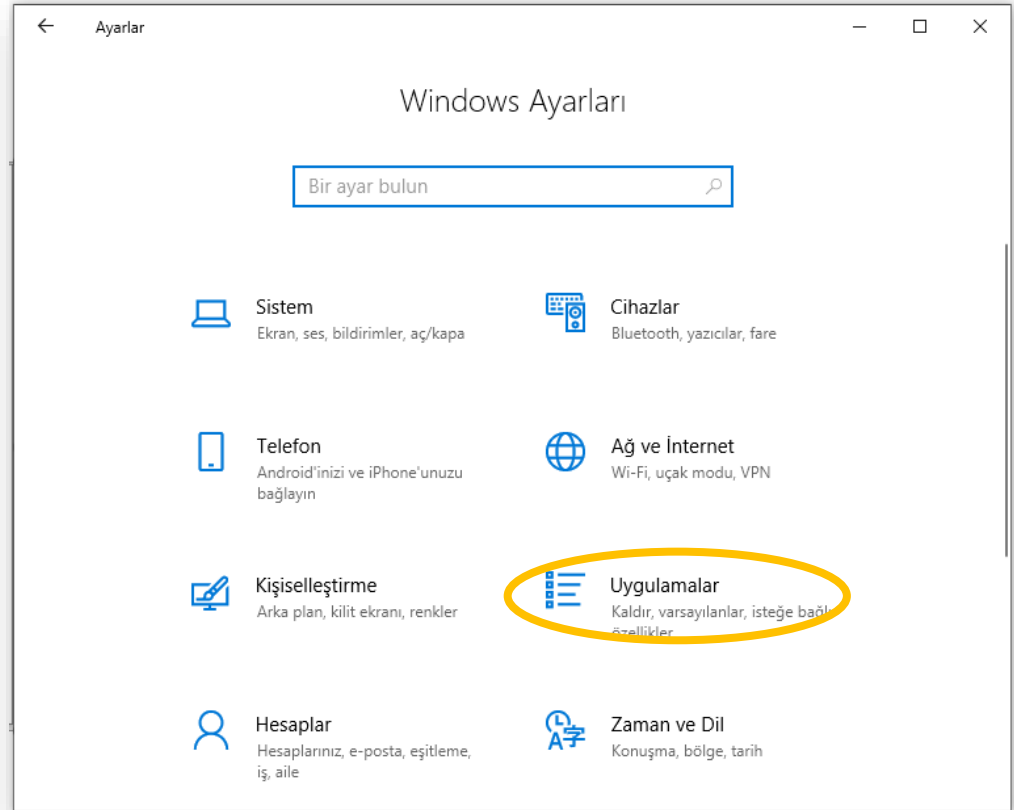 Ayarlar
Windows Ayarları
Bir ayar bulun
Sistem
Ekran, ses, bildirimler, aç/kapa
Cihazlar
Bluetooth, yazıcılar, fare
Telefon
Android'inizi ve iPhone'unuzu
bağlayın
Ağ ve İnternet
Wi-Fi, uçak modu, VPN
Kişiselleştirme
Arka plan, kilit ekranı, renkler
Uygulamalar
Kaldır, varsayılanlar, isteğe bağlı
özellikler
Hesaplar
Hesaplarınız, e-posta, eşitleme,
iş, aile
Zaman ve Dil
Konuşma, bölge, tarih